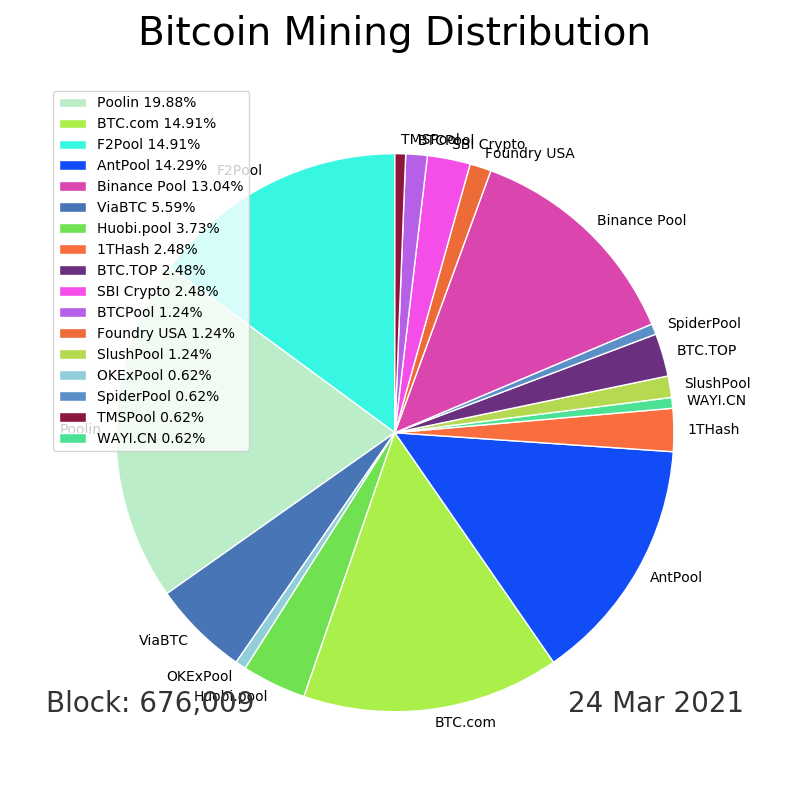 Bitcoin Mining Distribution
Poolin 19.88%
BTC.com 14.91%
F2Pool 14.91%
AntPool 14.29%
Binance Pool 13.04%
ViaBTC 5.59%
Huobi.pool 3.73%
1THash 2.48%
BTC.TOP 2.48%
SBI Crypto 2.48%
BTCPool 1.24%
Foundry USA 1.24%
SlushPool 1.24%
OKExPool 0.62%
SpiderPool 0.62%
TMSPool 0.62%
WAYI.CN 0.62%
F2Pool
Poolin
ViaBTC
OKExPool
Huobi.pool
BTC.com
AntPool
1THash
WAYI.CN
SlushPool
BTC.TOP
SpiderPool
Binance Pool
Foundry USA
SBI Crypto
BTCPool
TMSPool
Block: 676,009
24 Mar 2021